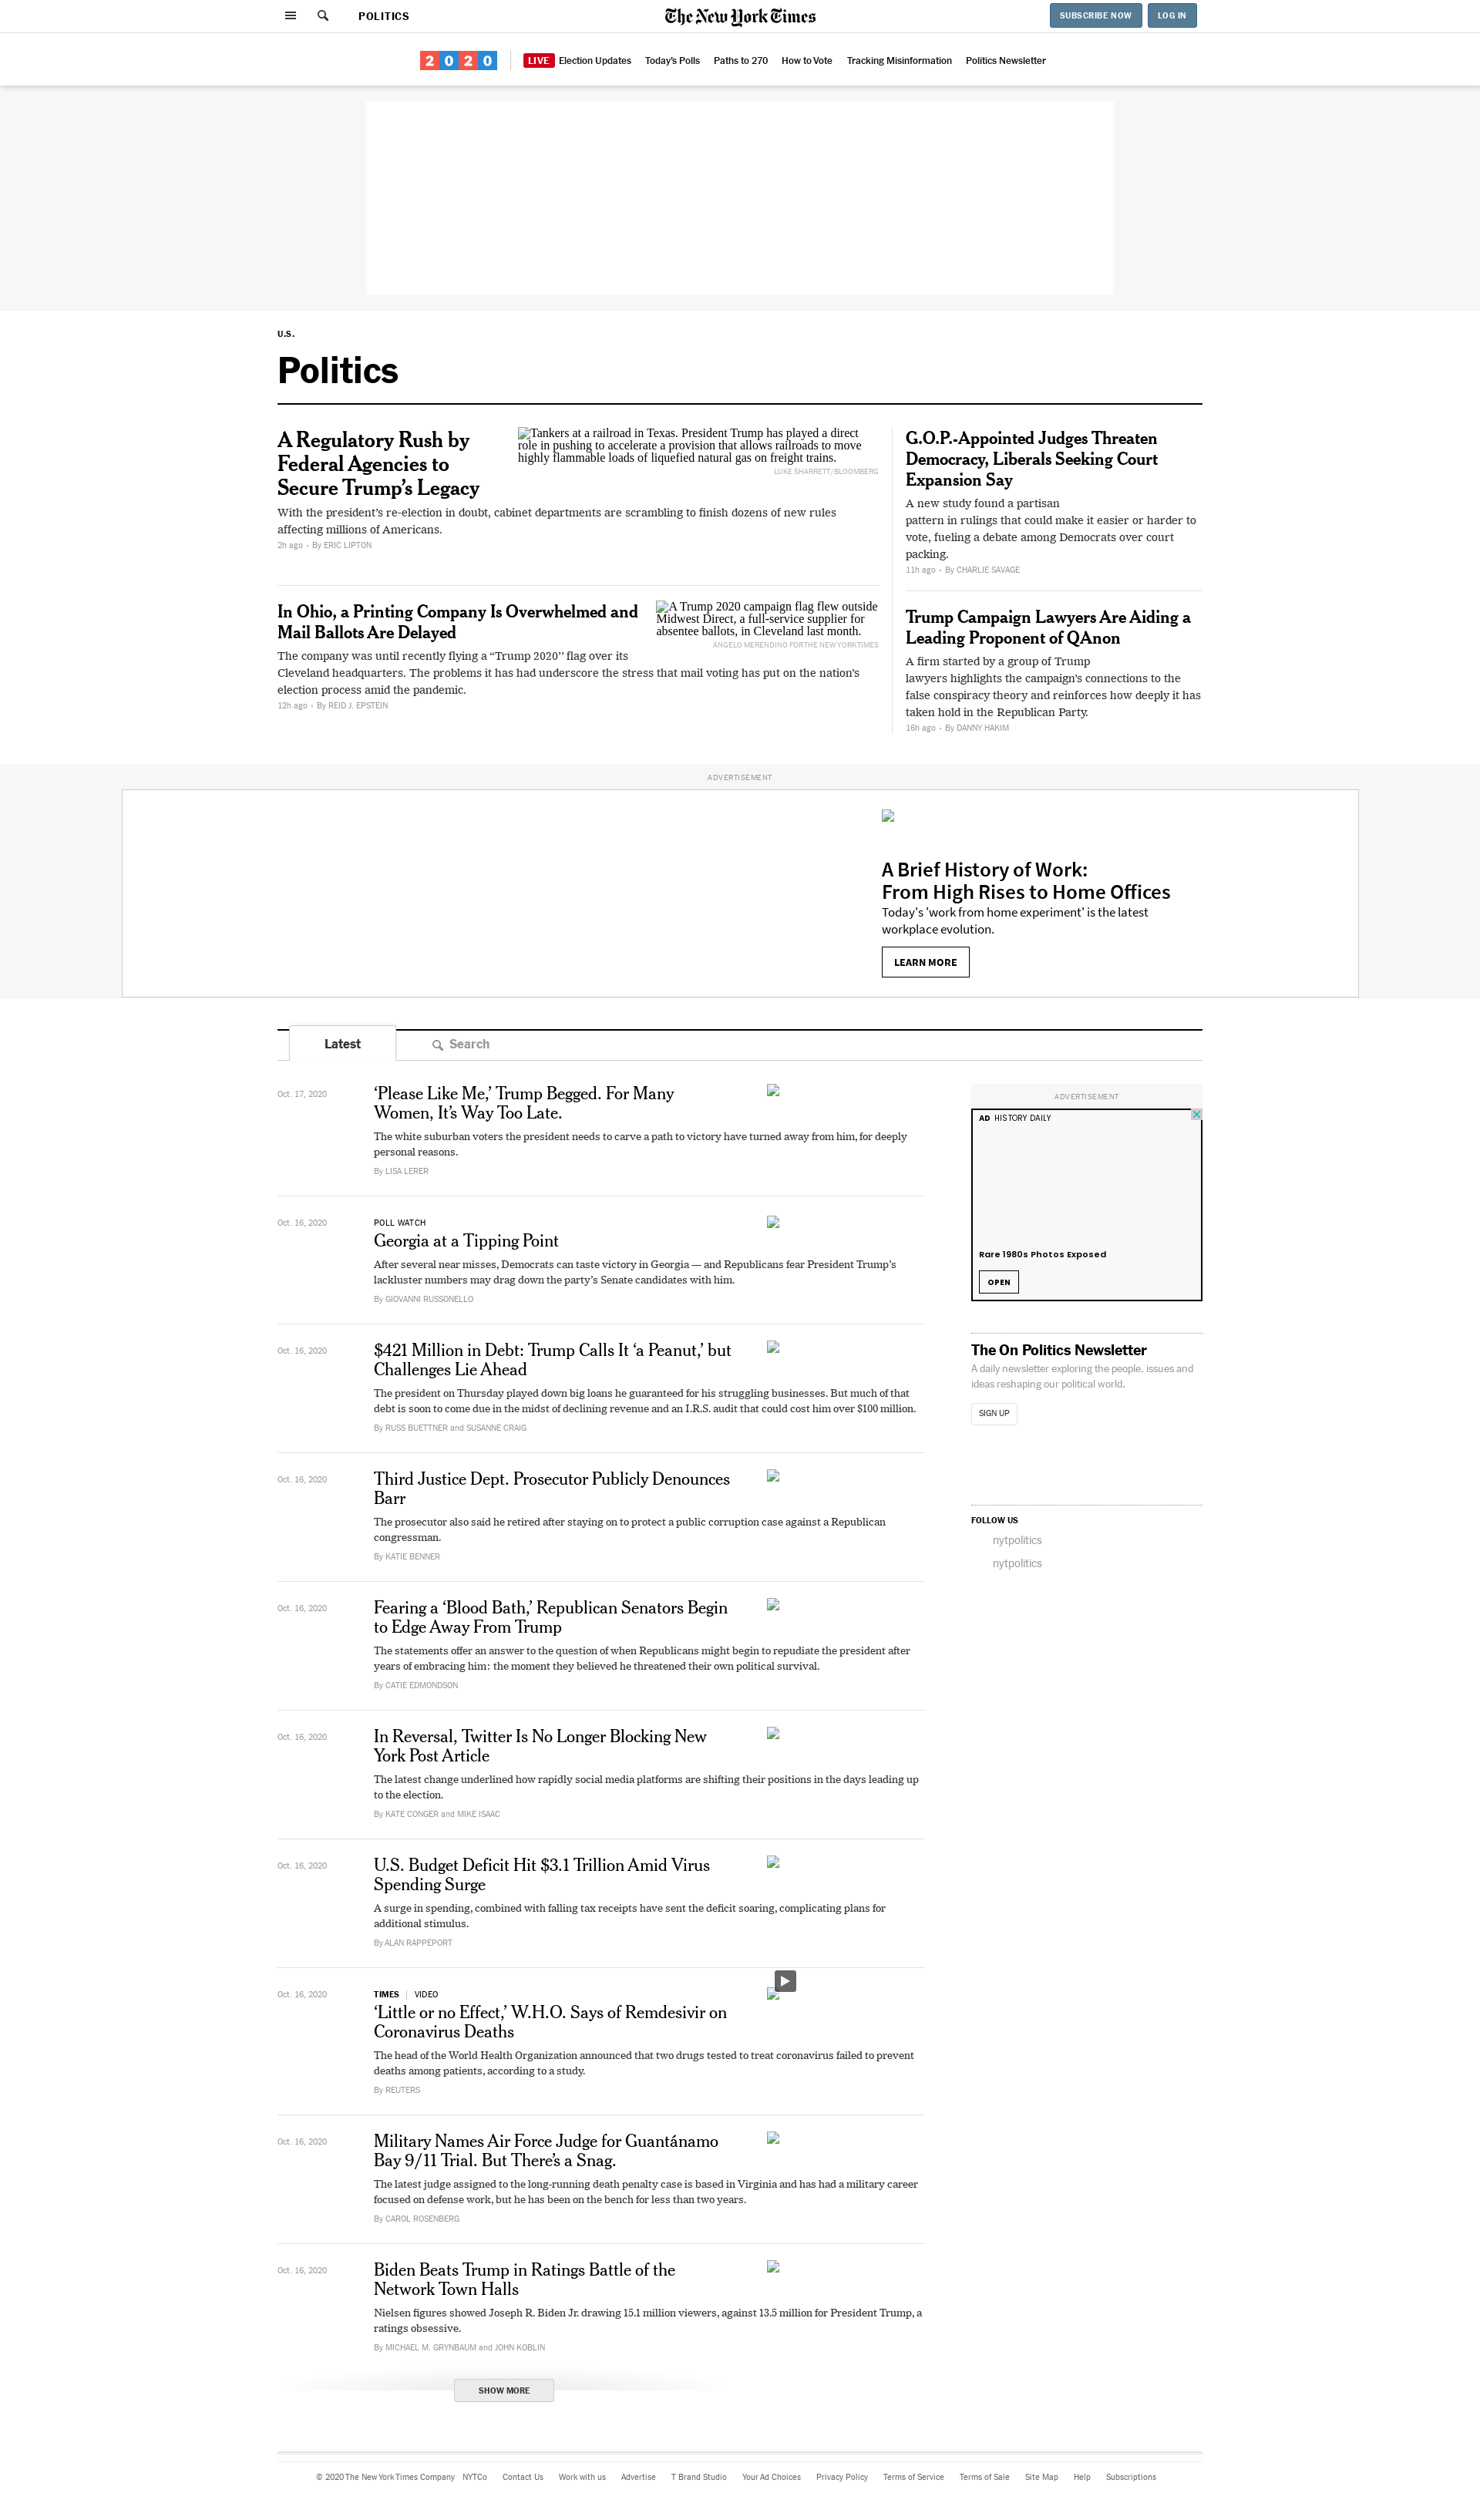 POLITICS
The New York Times
SUBSCRIBE NOW
LOG IN
2020
LIVE Election Updates
Today's Polls
Paths to 270
How to Vote
Tracking Misinformation
Politics Newsletter
U.S.
Politics
A Regulatory Rush by
Federal Agencies to
Secure Trump’s Legacy
Tankers at a railroad in Texas. President Trump has played a direct
role in pushing to accelerate a provision that allows railroads to move
highly flammable loads of liquefied natural gas on freight trains.
LUKE SHARRETT/BLOOMBERG
With the president’s re-election in doubt, cabinet departments are scrambling to finish dozens of new rules
affecting millions of Americans.
2h ago • By ERIC LIPTON
In Ohio, a Printing Company Is Overwhelmed and
Mail Ballots Are Delayed
A Trump 2020 campaign flag flew outside
Midwest Direct, a full-service supplier for
absentee ballots, in Cleveland last month.
ANGELO MERENDINO FOR THE NEW YORK TIMES
The company was until recently flying a “Trump 2020” flag over its
Cleveland headquarters. The problems it has had underscore the stress that mail voting has put on the nation’s
election process amid the pandemic.
12h ago • By REID J. EPSTEIN
G.O.P.-Appointed Judges Threaten
Democracy, Liberals Seeking Court
Expansion Say
A new study found a partisan
pattern in rulings that could make it easier or harder to
vote, fueling a debate among Democrats over court
packing.
11h ago • By CHARLIE SAVAGE
Trump Campaign Lawyers Are Aiding a
Leading Proponent of QAnon
A firm started by a group of Trump
lawyers highlights the campaign’s connections to the
false conspiracy theory and reinforces how deeply it has
taken hold in the Republican Party.
16h ago • By DANNY HAKIM
ADVERTISEMENT
A Brief History of Work:
From High Rises to Home Offices
Today's 'work from home experiment' is the latest
workplace evolution.
LEARN MORE
Latest
Search
Oct. 17, 2020
‘Please Like Me,’ Trump Begged. For Many
Women, It’s Way Too Late.
The white suburban voters the president needs to carve a path to victory have turned away from him, for deeply
personal reasons.
By LISA LERER
Oct. 16, 2020
POLL WATCH
Georgia at a Tipping Point
After several near misses, Democrats can taste victory in Georgia — and Republicans fear President Trump’s
lackluster numbers may drag down the party’s Senate candidates with him.
By GIOVANNI RUSSONELLO
Oct. 16, 2020
$421 Million in Debt: Trump Calls It ‘a Peanut,’ but
Challenges Lie Ahead
The president on Thursday played down big loans he guaranteed for his struggling businesses. But much of that
debt is soon to come due in the midst of declining revenue and an I.R.S. audit that could cost him over $100 million.
By RUSS BUETTNER and SUSANNE CRAIG
Oct. 16, 2020
Third Justice Dept. Prosecutor Publicly Denounces
Barr
The prosecutor also said he retired after staying on to protect a public corruption case against a Republican
congressman.
By KATIE BENNER
Oct. 16, 2020
Fearing a ‘Blood Bath,’ Republican Senators Begin
to Edge Away From Trump
The statements offer an answer to the question of when Republicans might begin to repudiate the president after
years of embracing him: the moment they believed he threatened their own political survival.
By CATIE EDMONDSON
Oct. 16, 2020
In Reversal, Twitter Is No Longer Blocking New
York Post Article
The latest change underlined how rapidly social media platforms are shifting their positions in the days leading up
to the election.
By KATE CONGER and MIKE ISAAC
Oct. 16, 2020
U.S. Budget Deficit Hit $3.1 Trillion Amid Virus
Spending Surge
A surge in spending, combined with falling tax receipts have sent the deficit soaring, complicating plans for
additional stimulus.
By ALAN RAPPEPORT
Oct. 16, 2020
TIMES | VIDEO
‘Little or no Effect,’ W.H.O. Says of Remdesivir on
Coronavirus Deaths
The head of the World Health Organization announced that two drugs tested to treat coronavirus failed to prevent
deaths among patients, according to a study.
By REUTERS
Oct. 16, 2020
Military Names Air Force Judge for Guantánamo
Bay 9/11 Trial. But There’s a Snag.
The latest judge assigned to the long-running death penalty case is based in Virginia and has had a military career
focused on defense work, but he has been on the bench for less than two years.
By CAROL ROSENBERG
Oct. 16, 2020
Biden Beats Trump in Ratings Battle of the
Network Town Halls
Nielsen figures showed Joseph R. Biden Jr. drawing 15.1 million viewers, against 13.5 million for President Trump, a
ratings obsessive.
By MICHAEL M. GRYNBAUM and JOHN KOBLIN
SHOW MORE
ADVERTISEMENT
AD HISTORY DAILY
Rare 1980s Photos Exposed
OPEN
The On Politics Newsletter
A daily newsletter exploring the people, issues and
ideas reshaping our political world.
SIGN UP
FOLLOW US
nytpolitics
nytpolitics
© 2020 The New York Times Company
NYTCo
Contact Us
Work with us
Advertise
T Brand Studio
Your Ad Choices
Privacy Policy
Terms of Service
Terms of Sale
Site Map
Help
Subscriptions